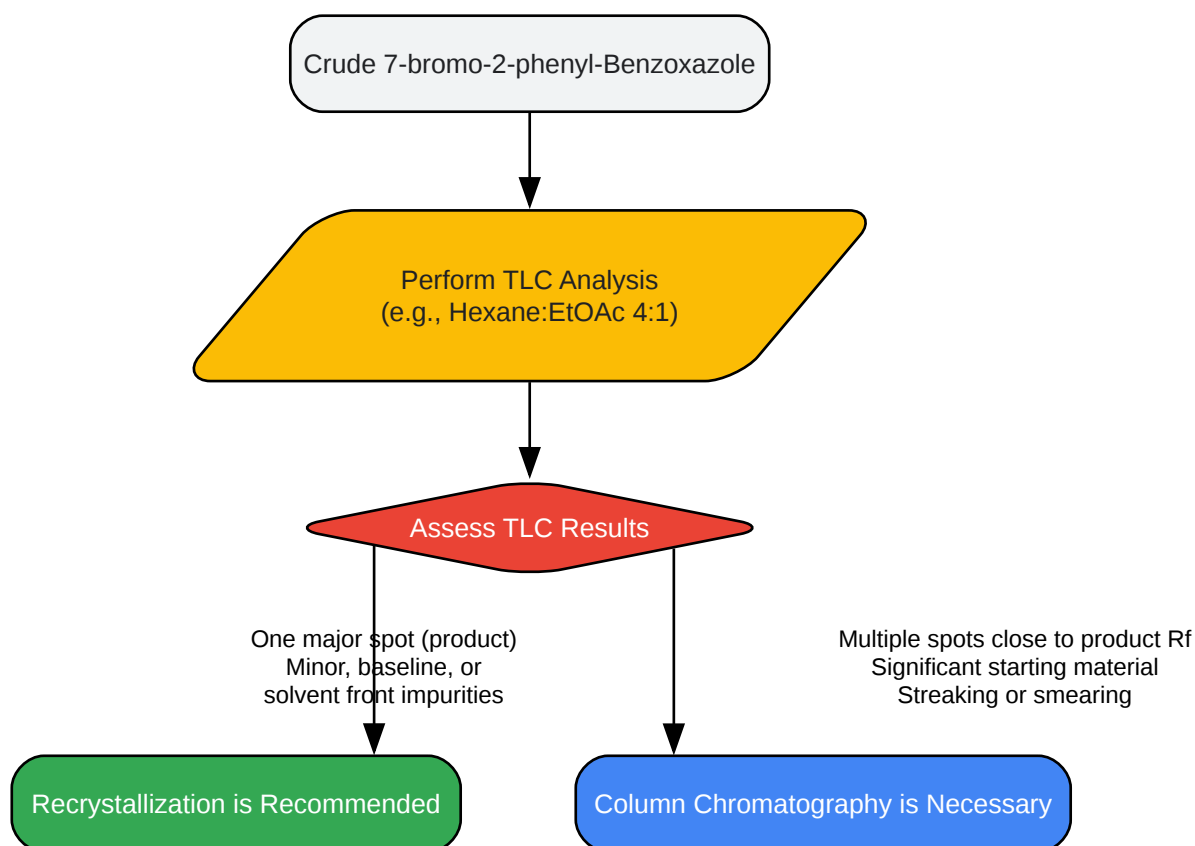 Crude 7-bromo-2-phenyl-Benzoxazole
Perform TLC Analysis
(e.g., Hexane:EtOAc 4:1)
Assess TLC Results
One major spot (product)
Minor, baseline, or
solvent front impurities
Multiple spots close to product Rf
Significant starting material
Streaking or smearing
Recrystallization is Recommended
Column Chromatography is Necessary